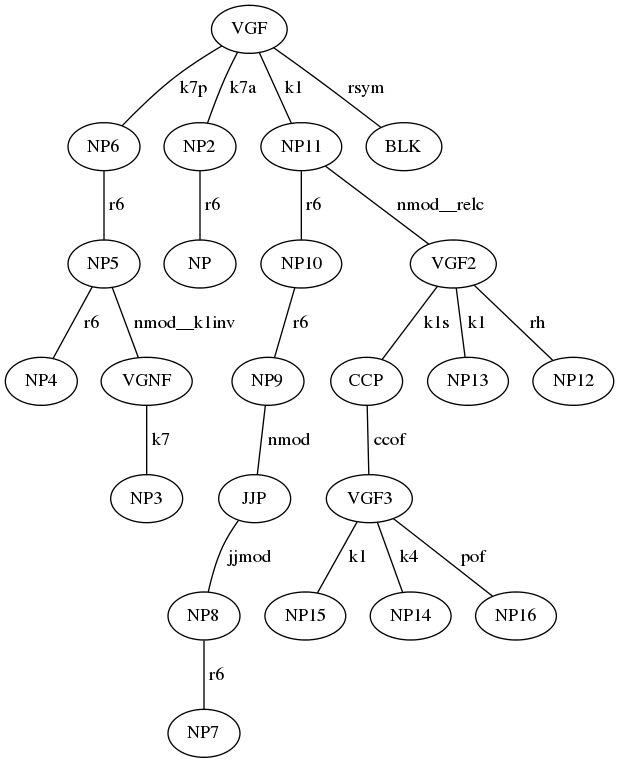 VGF
k7p k7a k1 rsym
NP6 NP2 NP11 BLK
r6 r6 r6 nmod__relc
NP5 NP NP10 VGF2
r6 nmod__k1inv r6 k1s k1 rh
NP4 VGNF NP9 CCP NP13 NP12
k7 nmod ccof
NP3 JJP VGF3
jjmod k1 k4 pof
NP8 NP15 NP14 NP16
r6
NP7